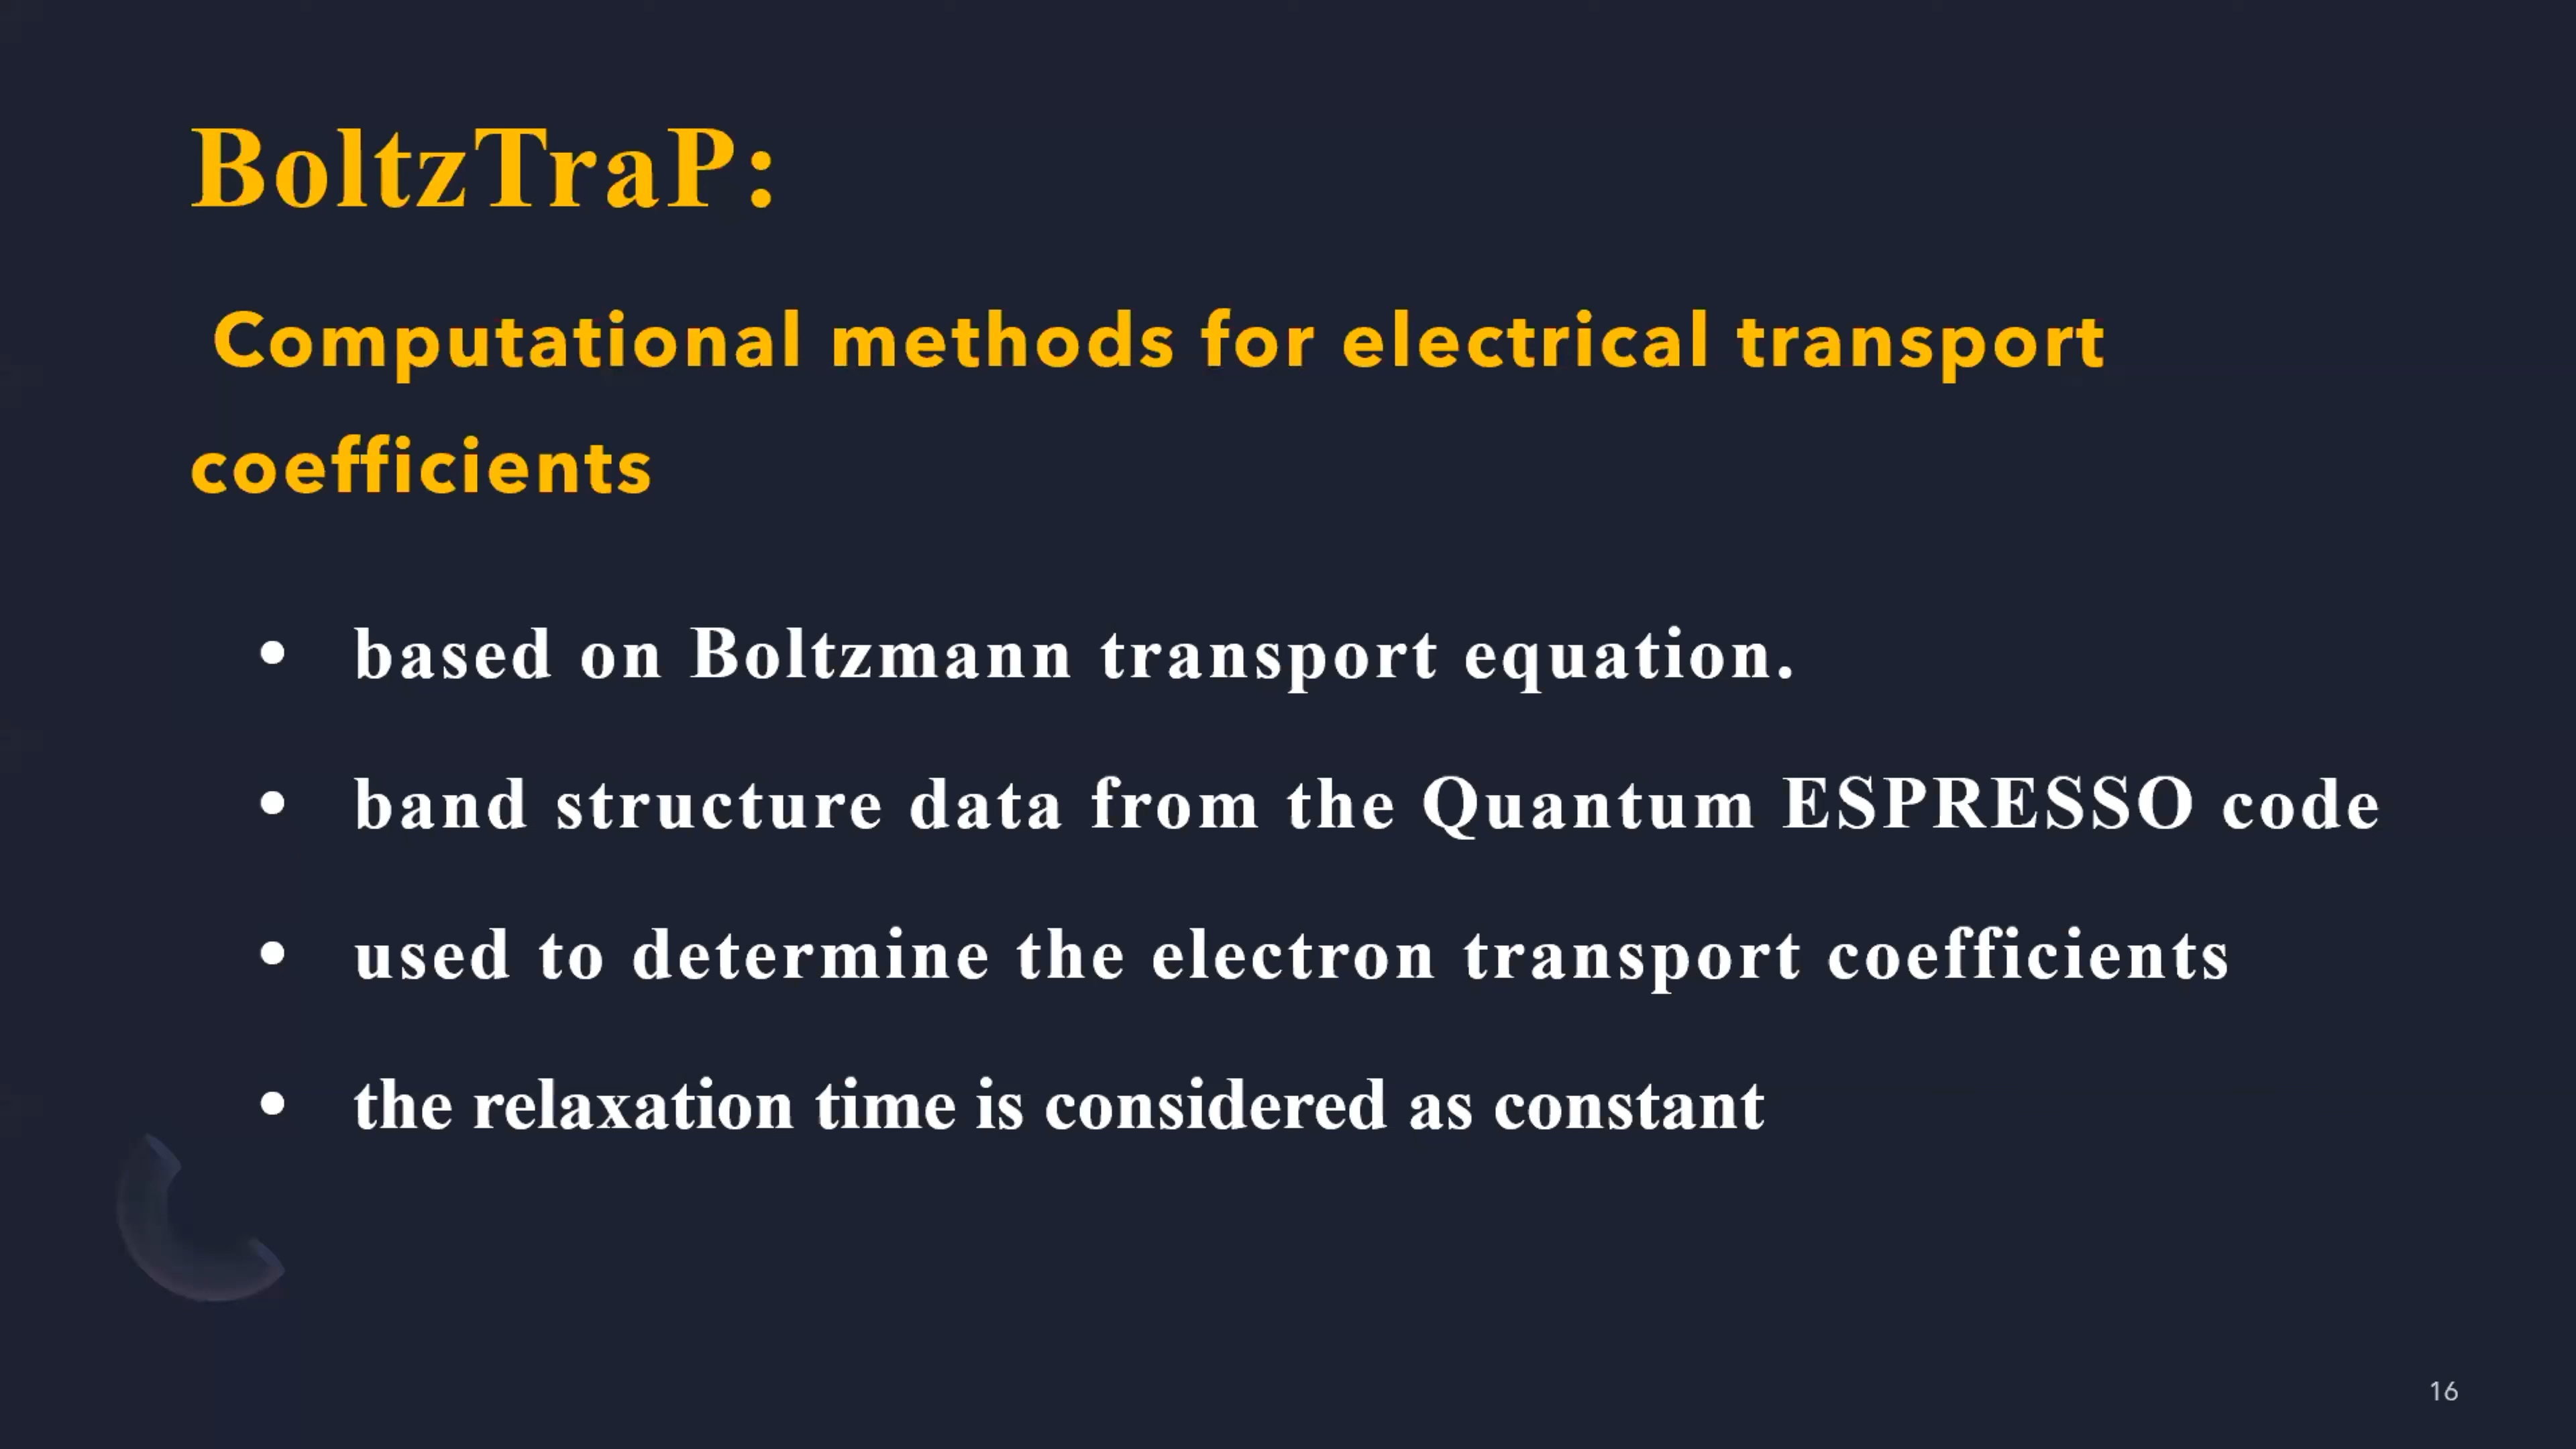 BoltzTraP:
Computational methods for electrical transport
coefficients
• based on Boltzmann transport equation.
• band structure data from the Quantum ESPRESSO code
• used to determine the electron transport coefficients
• the relaxation time is considered as constant
16